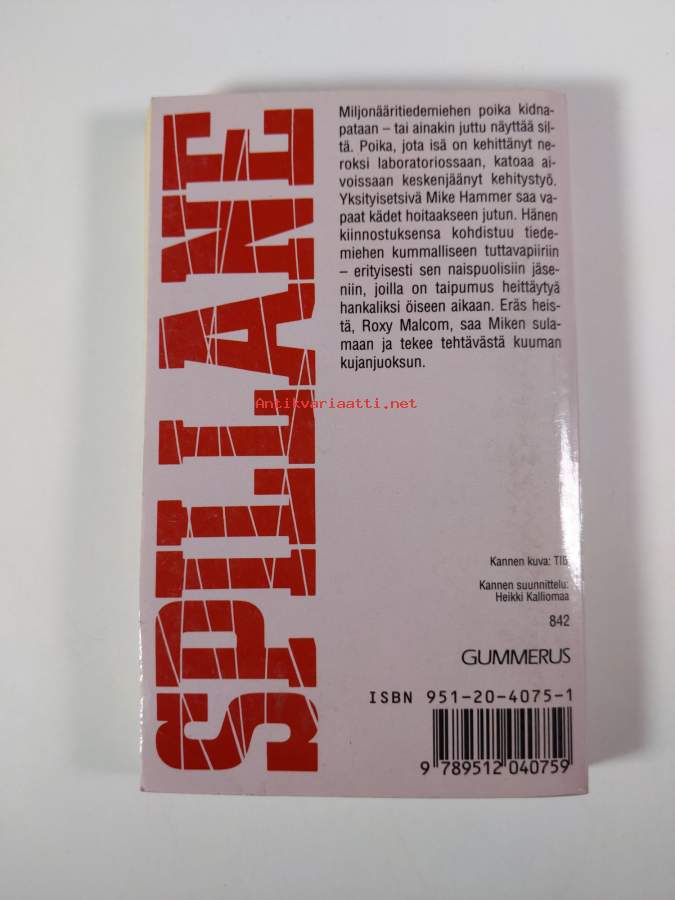 SPILLANE
Miljonääritiedemiehen poika kidna-
pataan – tai ainakin juttu näyttää sil-
tä. Poika, jota isä on kehittänyt ne-
roksi laboratoriossaan, katoaa ai-
voissaan keskenjäänyt kehitystyö.
Yksityisetsivä Mike Hammer saa va-
paat kädet hoitaakseen jutun. Hänen
kiinnostuksensa kohdistuu tiede-
miehen kummalliseen tuttavapiiriin
– erityisesti sen naispuolisiin jäse-
niin, joilla on taipumus heittäytyä
hankaliksi öiseen aikaan. Eräs heis-
tä, Roxy Malcom, saa Miken sula-
maan ja tekee tehtävästä kuuman
kujanjuoksun.
Antikvariaatti.net
Kannen kuva: TIB
Kannen suunnittelu:
Heikki Kalliomaa
842
GUMMERUS
ISBN 951-20-4075-1
9 789512 040759